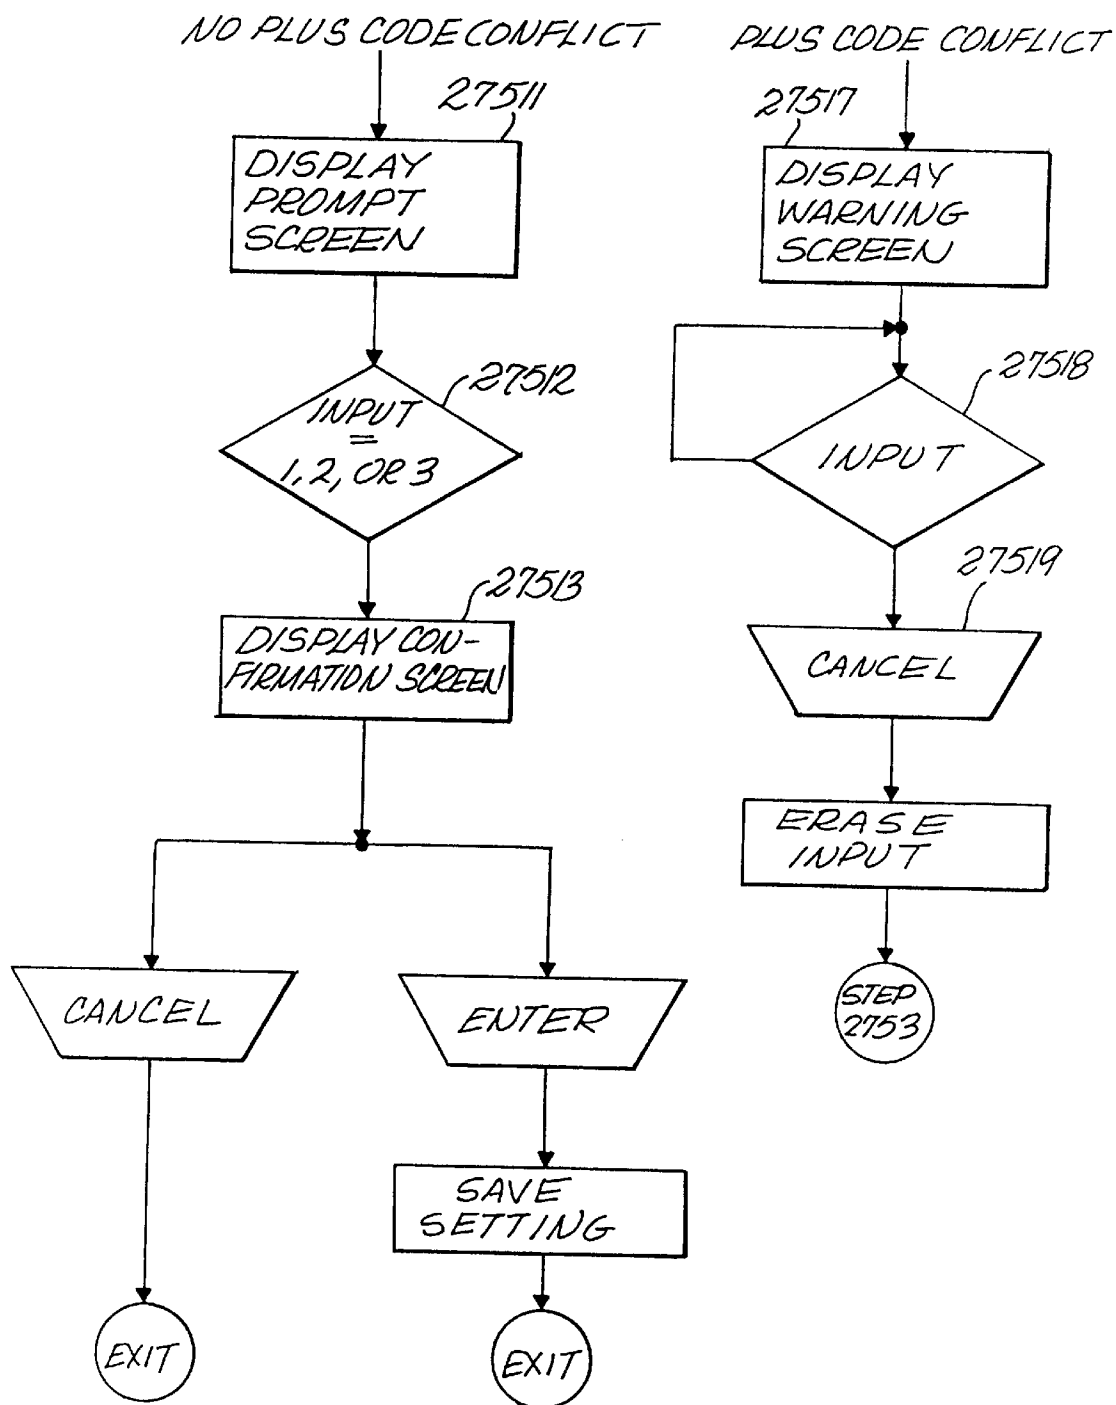 NO PLUS CODE CONFLICT
27511
DISPLAY
PROMPT
SCREEN
27512
INPUT
=
1, 2, OR 3
27513
DISPLAY CON-
FIRMATION SCREEN
CANCEL
ENTER
SAVE
SETTING
EXIT
EXIT
PLUS CODE CONFLICT
27517
DISPLAY
WARNING
SCREEN
27518
INPUT
27519
CANCEL
ERASE
INPUT
STEP
2753